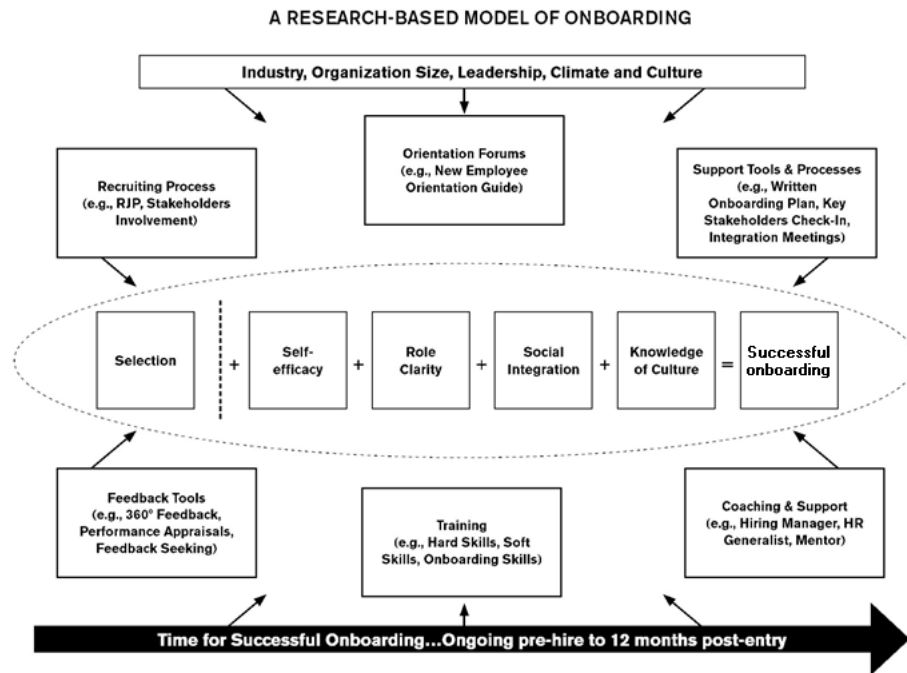 A RESEARCH-BASED MODEL OF ONBOARDING
Industry, Organization Size, Leadership, Climate and Culture
Recruiting Process
(e.g., RJP, Stakeholders
Involvement)
Orientation Forums
(e.g., New Employee
Orientation Guide)
Support Tools & Processes
(e.g., Written
Onboarding Plan, Key
Stakeholders Check-In,
Integration Meetings)
Selection
+
Self-
efficacy
+
Role
Clarity
+
Social
Integration
+
Knowledge
of Culture
=
Successful
onboarding
Feedback Tools
(e.g., 360° Feedback,
Performance Appraisals,
Feedback Seeking)
Training
(e.g., Hard Skills, Soft
Skills, Onboarding Skills)
Coaching & Support
(e.g., Hiring Manager, HR
Generalist, Mentor)
Time for Successful Onboarding...Ongoing pre-hire to 12 months post-entry